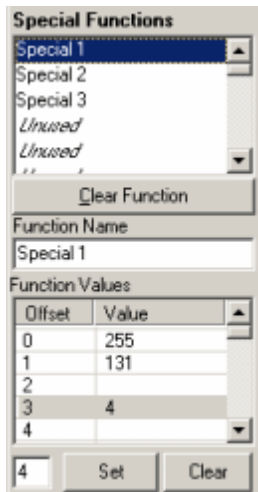 Special Functions
Special 1
Special 2
Special 3
Unused
Unused
Clear Function
Function Name
Special 1
Function Values
Offset Value
0 255
1 131
2
3 4
4
4 Set Clear